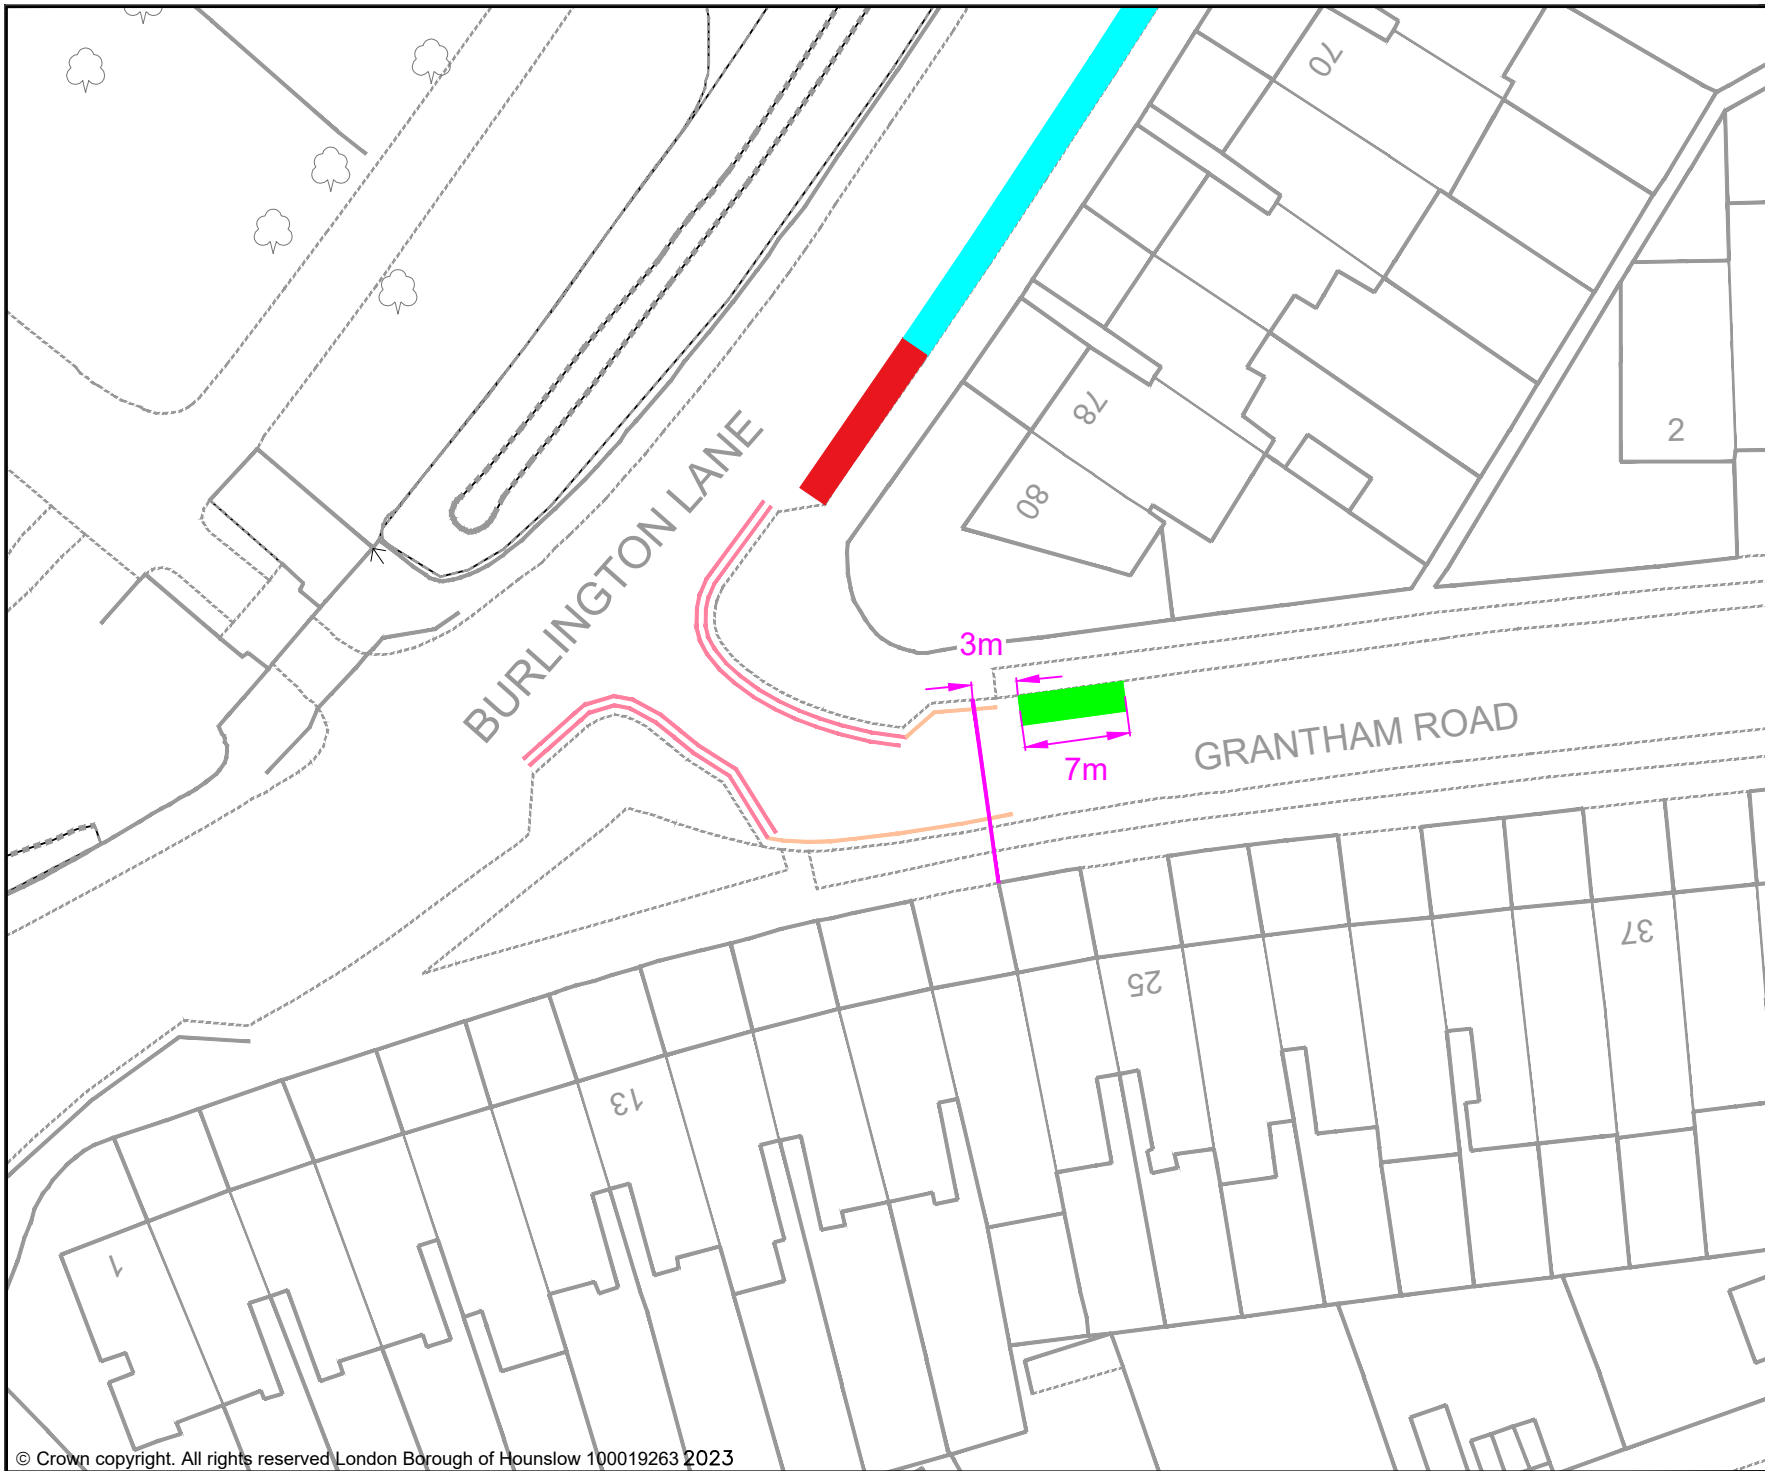 70
78
80
2
BURLINGTON LANE
3m
7m
GRANTHAM ROAD
37
25
13
1
© Crown copyright. All rights reserved London Borough of Hounslow 100019263 2023